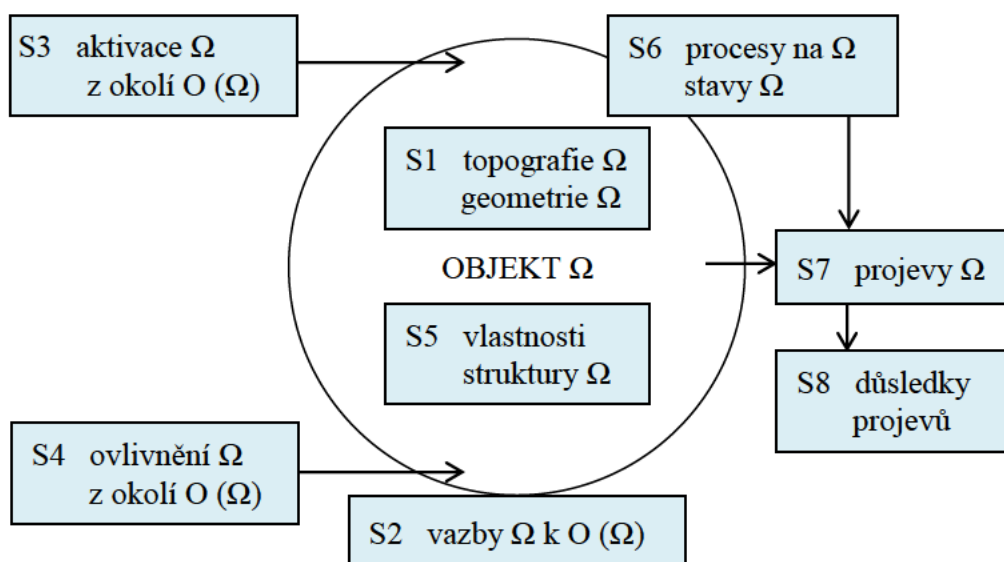 S3 aktivace Ω
z okolí O (Ω)
S6 procesy na Ω
stavy Ω
S1 topografie Ω
geometrie Ω
OBJEKT Ω
S7 projevy Ω
S5 vlastnosti
struktury Ω
S8 důsledky
projevů
S4 ovlivnění Ω
z okolí O (Ω)
S2 vazby Ω k O (Ω)